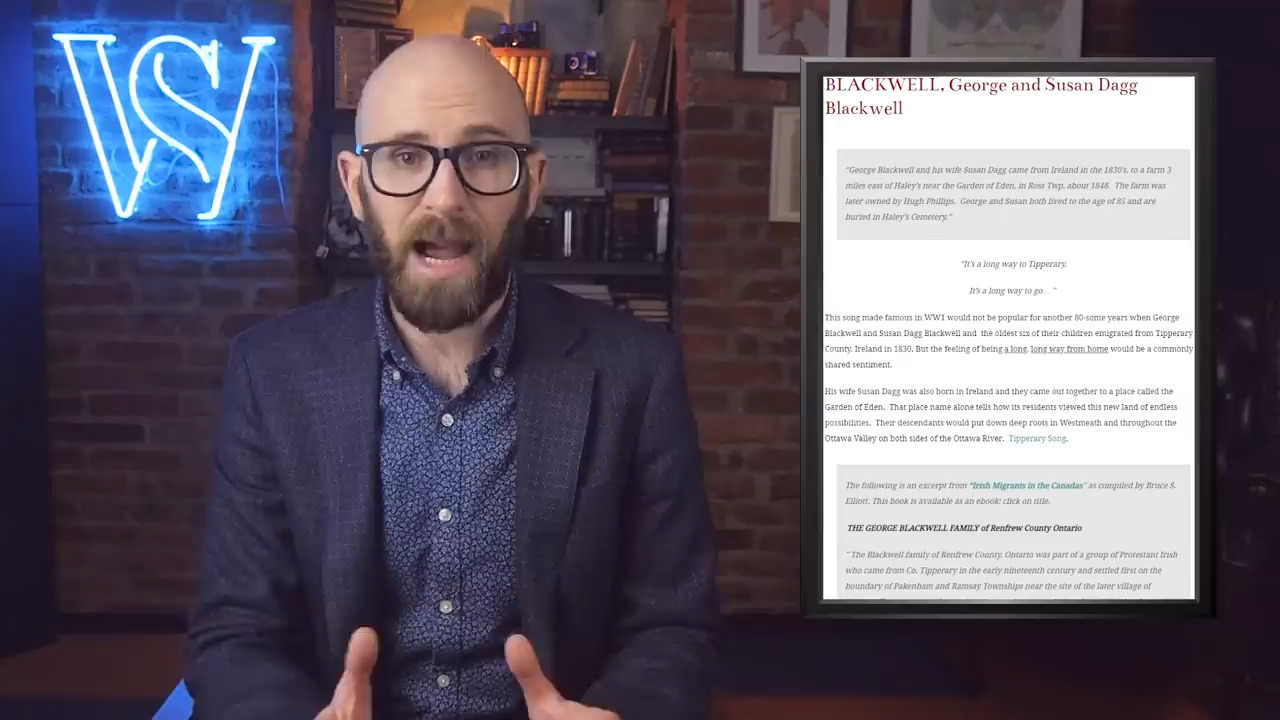 WS
BLACKWELL, George and Susan Dagg
Blackwell
"George Blackwell and his wife Susan Dagg came from Ireland in the 1830's. to a farm 3
miles east of Haley's near the Garden of Eden, in Ross Twp. about 1848. The farm was
later owned by Hugh Phillips. George and Susan both lived to the age of 85 and are
buried in Haley's Cemetery."
"It's a long way to Tipperary,
It's a long way to go… "
This song made famous in WW1 would not be popular for another 80-some years when George
Blackwell and Susan Dagg Blackwell and the oldest six of their children emigrated from Tipperary
County, Ireland in 1830. But the feeling of being a long, long way from home would be a commonly
shared sentiment.
His wife Susan Dagg was also born in Ireland and they came out together to a place called the
Garden of Eden. That place name alone tells how its residents viewed this new land of endless
possibilities. Their descendants would put down deep roots in Westmeath and throughout the
Ottawa Valley on both sides of the Ottawa River. Tipperary Song.
The following is an excerpt from "Irish Migrants in the Canadas" as compiled by Bruce S.
Elliott. This book is available as an ebook: click on title.
THE GEORGE BLACKWELL FAMILY of Renfrew County Ontario
" The Blackwell family of Renfrew County, Ontario was part of a group of Protestant Irish
who came from Co. Tipperary in the early nineteenth century and settled first on the
boundary of Pakenham and Ramsay Townships near the site of the later village of